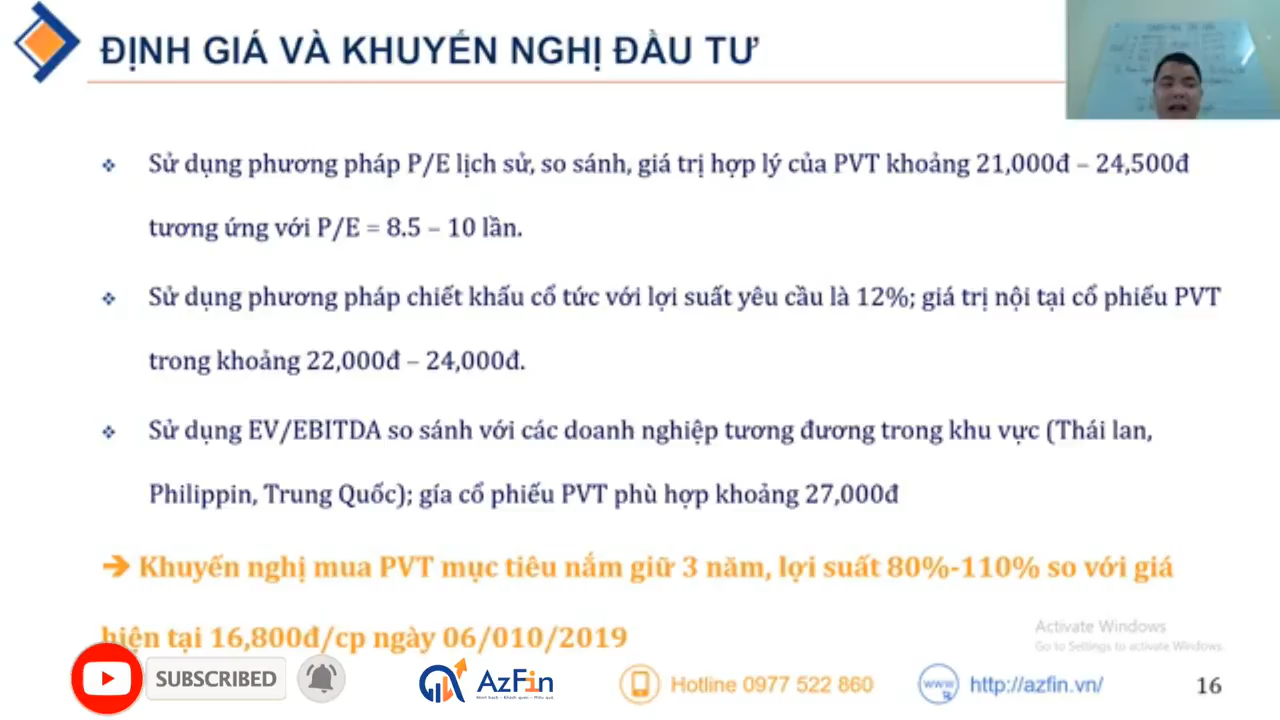 ĐỊNH GIÁ VÀ KHUYẾN NGHỊ ĐẦU TƯ
❖ Sử dụng phương pháp P/E lịch sử, so sánh, giá trị hợp lý của PVT khoảng 21,000đ – 24,500đ
tương ứng với P/E = 8.5 – 10 lần.
❖ Sử dụng phương pháp chiết khấu cổ tức với lợi suất yêu cầu là 12%; giá trị nội tại cổ phiếu PVT
trong khoảng 22,000đ – 24,000đ.
❖ Sử dụng EV/EBITDA so sánh với các doanh nghiệp tương đương trong khu vực (Thái lan,
Philippin, Trung Quốc); gía cổ phiếu PVT phù hợp khoảng 27,000đ
➔ Khuyến nghị mua PVT mục tiêu nắm giữ 3 năm, lợi suất 80%-110% so với giá
hiện tại 16,800đ/cp ngày 06/010/2019
Activate Windows
Go to Settings to activate Windows.
SUBSCRIBED
AzFin
Hotline 0977 522 860
www
http://azfin.vn/
16